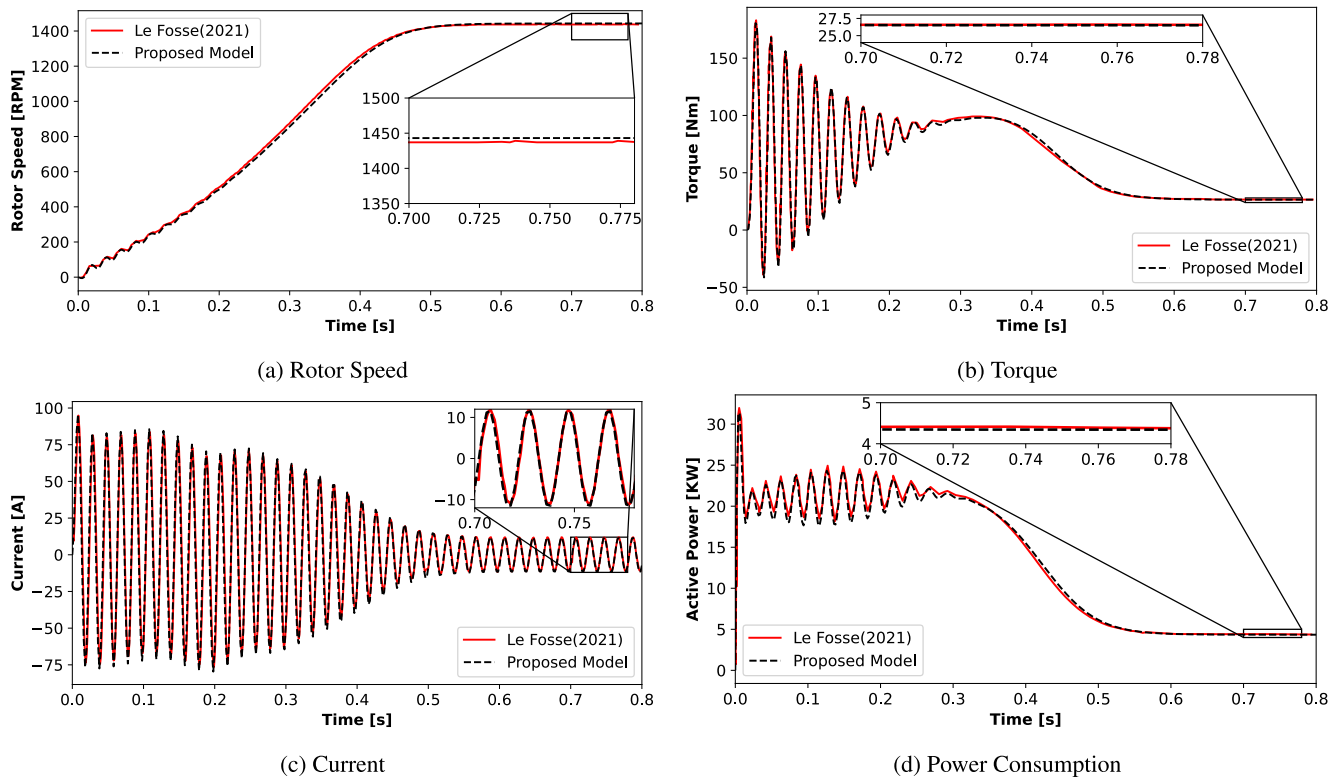 1400
1200
1000
800
600
400
200
0
Rotor Speed [RPM]
Le Fosse(2021)
Proposed Model
1500
1450
1400
1350
0.700 0.725 0.750 0.775
0.0 0.1 0.2 0.3 0.4 0.5 0.6 0.7 0.8
Time [s]
(a) Rotor Speed
150
100
50
0
−50
Torque [Nm]
27.5
25.0
0.70 0.72 0.74 0.76 0.78
Le Fosse(2021)
Proposed Model
0.0 0.1 0.2 0.3 0.4 0.5 0.6 0.7 0.8
Time [s]
(b) Torque
100
75
50
25
0
−25
−50
−75
Current [A]
10
0
−10
0.70 0.75
Le Fosse(2021)
Proposed Model
0.0 0.1 0.2 0.3 0.4 0.5 0.6 0.7 0.8
Time [s]
(c) Current
30
25
20
15
10
5
0
Active Power [KW]
5
4
0.70 0.72 0.74 0.76 0.78
Le Fosse(2021)
Proposed Model
0.0 0.1 0.2 0.3 0.4 0.5 0.6 0.7 0.8
Time [s]
(d) Power Consumption